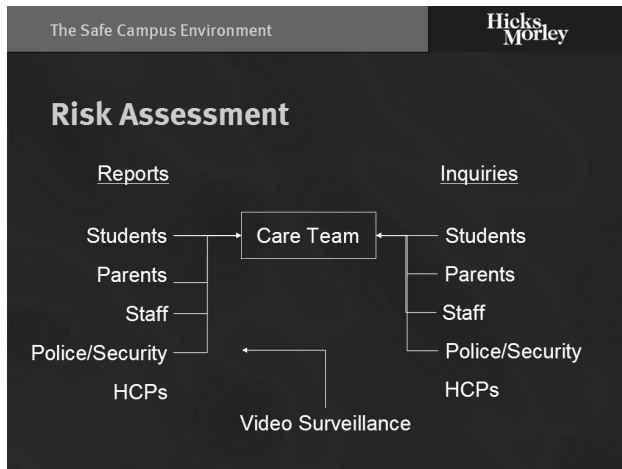 The Safe Campus Environment
Hicks
Morley
Risk Assessment
Reports
Inquiries
Students
Care Team
Students
Parents
Parents
Staff
Staff
Police/Security
Police/Security
HCPs
HCPs
Video Surveillance